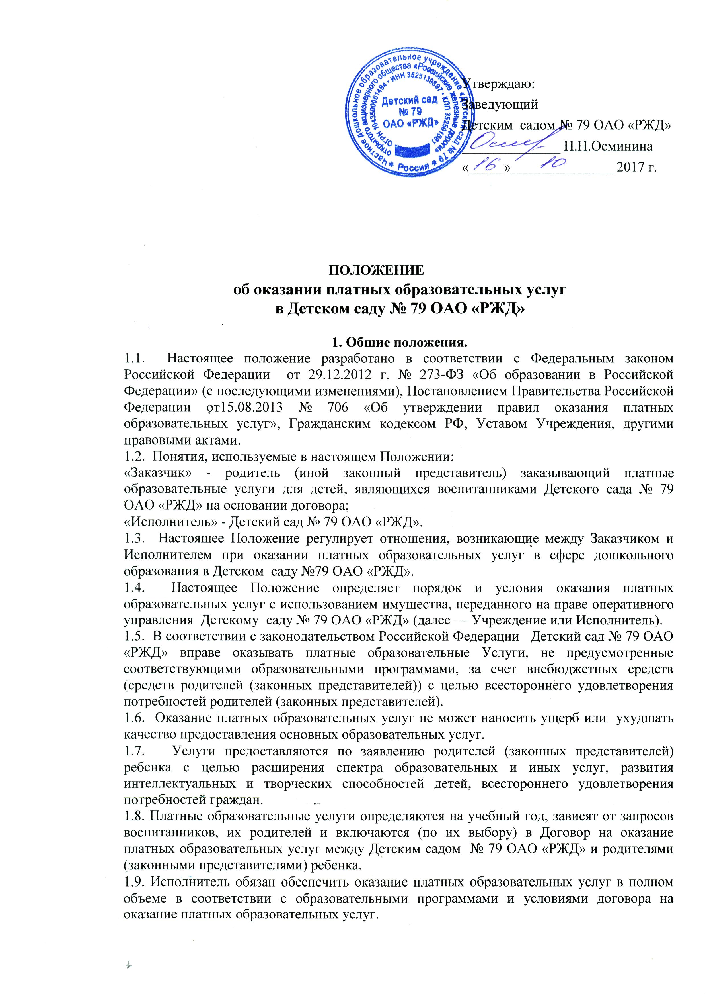 Утверждаю:
Заведующий
Детским садом № 79 ОАО «РЖД»
______________ Н.Н.Осминина
«16» 10 2017 г.
Частное дошкольное образовательное учреждение «Детский сад № 79
открытого акционерного общества «Российские железные дороги»
ОГРН 1043500061494 • ИНН 3525139897 • КПП 352501001
Детский сад
№ 79
ОАО «РЖД»
* Россия *
ПОЛОЖЕНИЕ
об оказании платных образовательных услуг
в Детском саду № 79 ОАО «РЖД»
1. Общие положения.
1.1. Настоящее положение разработано в соответствии с Федеральным законом
Российской Федерации от 29.12.2012 г. № 273-ФЗ «Об образовании в Российской
Федерации» (с последующими изменениями), Постановлением Правительства Российской
Федерации от15.08.2013 № 706 «Об утверждении правил оказания платных
образовательных услуг», Гражданским кодексом РФ, Уставом Учреждения, другими
правовыми актами.
1.2. Понятия, используемые в настоящем Положении:
«Заказчик» - родитель (иной законный представитель) заказывающий платные
образовательные услуги для детей, являющихся воспитанниками Детского сада № 79
ОАО «РЖД» на основании договора;
«Исполнитель» - Детский сад № 79 ОАО «РЖД».
1.3. Настоящее Положение регулирует отношения, возникающие между Заказчиком и
Исполнителем при оказании платных образовательных услуг в сфере дошкольного
образования в Детском саду №79 ОАО «РЖД».
1.4. Настоящее Положение определяет порядок и условия оказания платных
образовательных услуг с использованием имущества, переданного на праве оперативного
управления Детскому саду № 79 ОАО «РЖД» (далее — Учреждение или Исполнитель).
1.5. В соответствии с законодательством Российской Федерации Детский сад № 79 ОАО
«РЖД» вправе оказывать платные образовательные Услуги, не предусмотренные
соответствующими образовательными программами, за счет внебюджетных средств
(средств родителей (законных представителей)) с целью всестороннего удовлетворения
потребностей родителей (законных представителей).
1.6. Оказание платных образовательных услуг не может наносить ущерб или ухудшать
качество предоставления основных образовательных услуг.
1.7. Услуги предоставляются по заявлению родителей (законных представителей)
ребенка с целью расширения спектра образовательных и иных услуг, развития
интеллектуальных и творческих способностей детей, всестороннего удовлетворения
потребностей граждан.
1.8. Платные образовательные услуги определяются на учебный год, зависят от запросов
воспитанников, их родителей и включаются (по их выбору) в Договор на оказание
платных образовательных услуг между Детским садом № 79 ОАО «РЖД» и родителями
(законными представителями) ребенка.
1.9. Исполнитель обязан обеспечить оказание платных образовательных услуг в полном
объеме в соответствии с образовательными программами и условиями договора на
оказание платных образовательных услуг.